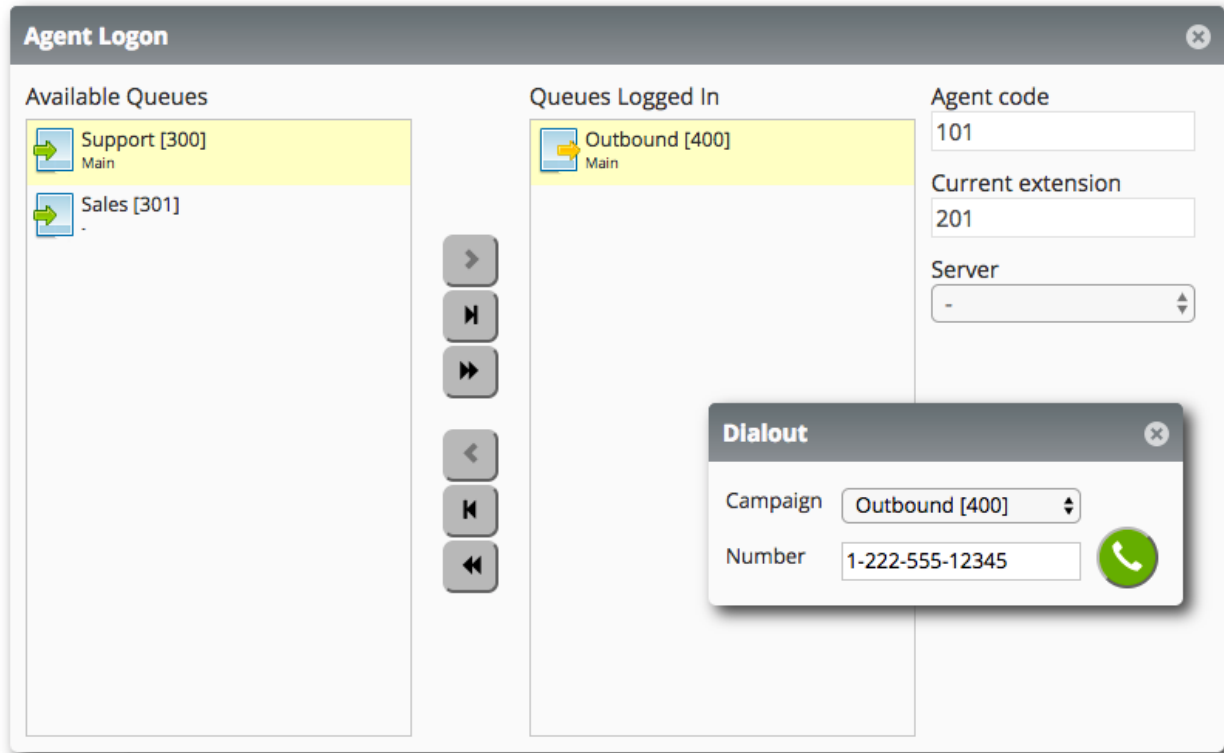 Agent Logon
Available Queues
Support [300]
Main
Sales [301]
-
Queues Logged In
Outbound [400]
Main
Agent code
101
Current extension
201
Server
-
Dialout
Campaign
Outbound [400]
Number
1-222-555-12345